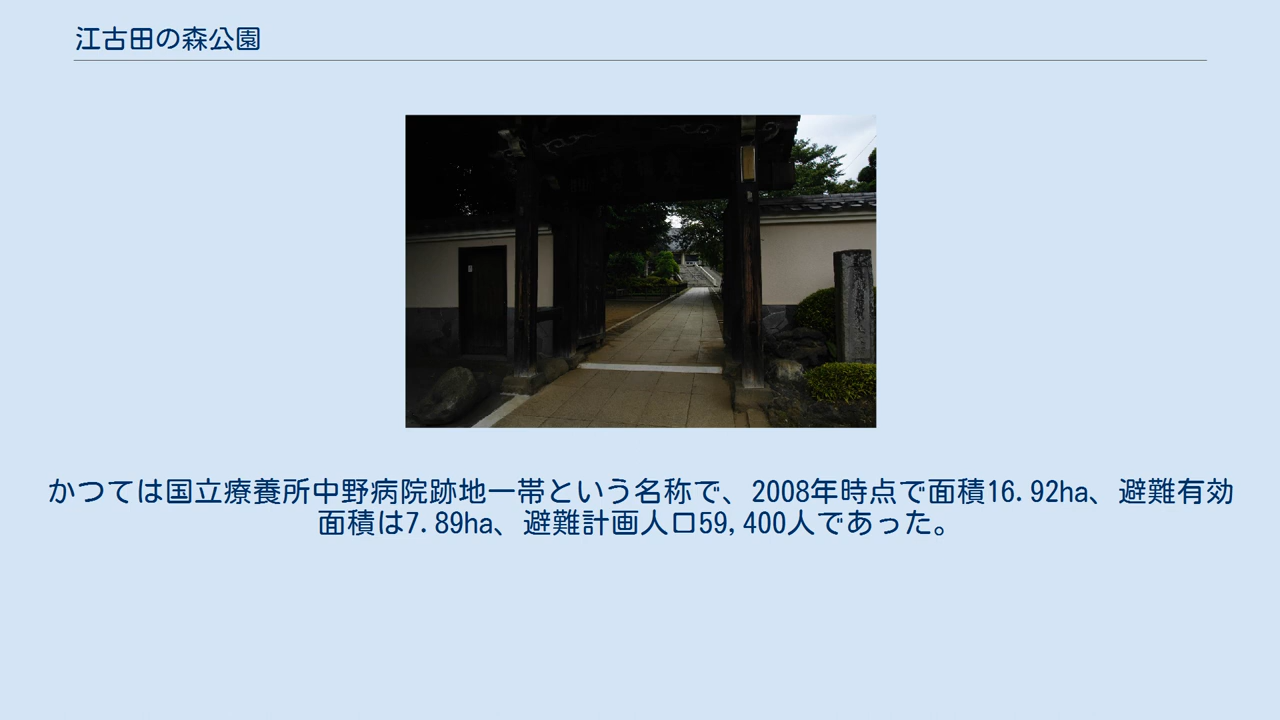 江古田の森公園
かつては国立療養所中野病院跡地一帯という名称で、2008年時点で面積16.92ha、避難有効
面積は7.89ha、避難計画人口59,400人であった。